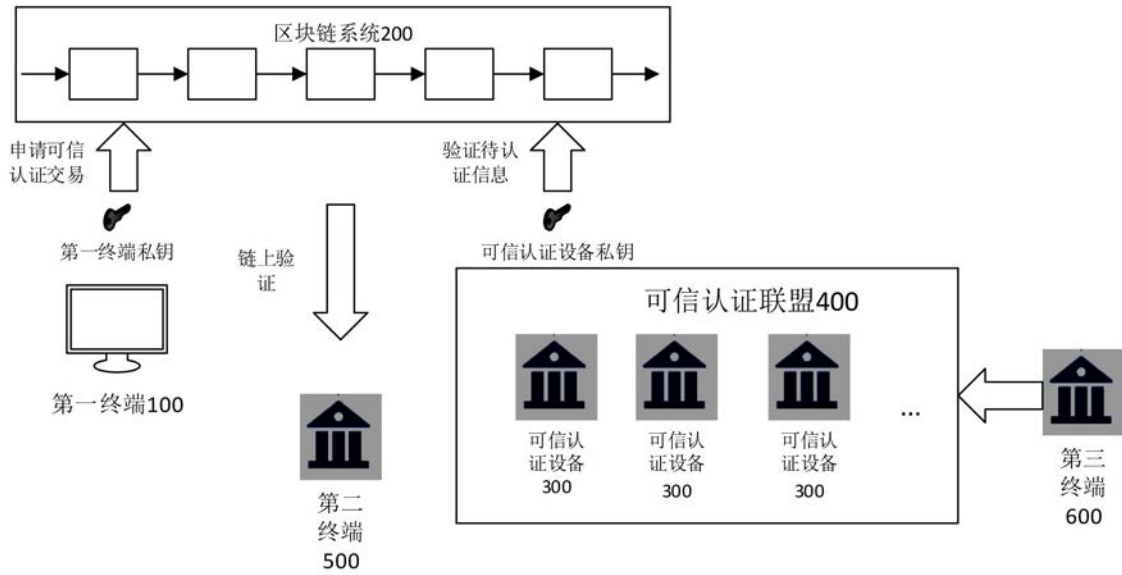 区块链系统200
申请可信
认证交易
验证待认
证信息
第一终端私钥
链上验
证
可信认证设备私钥
可信认证联盟400
第一终端100
可信认
证设备
300
可信认
证设备
300
可信认
证设备
300
...
第二
终端
500
第三
终端
600